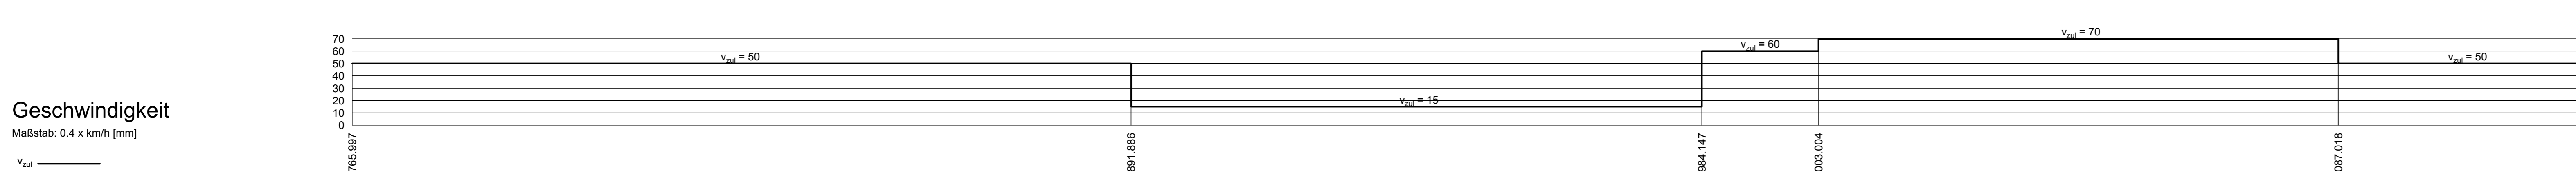 Geschwindigkeit
Maßstab: 0.4 x km/h [mm]
vzul
70
60
50
40
30
20
10
0
vzul = 50
vzul = 15
vzul = 60
vzul = 70
vzul = 50
765.997
891.886
984.147
003.004
087.018